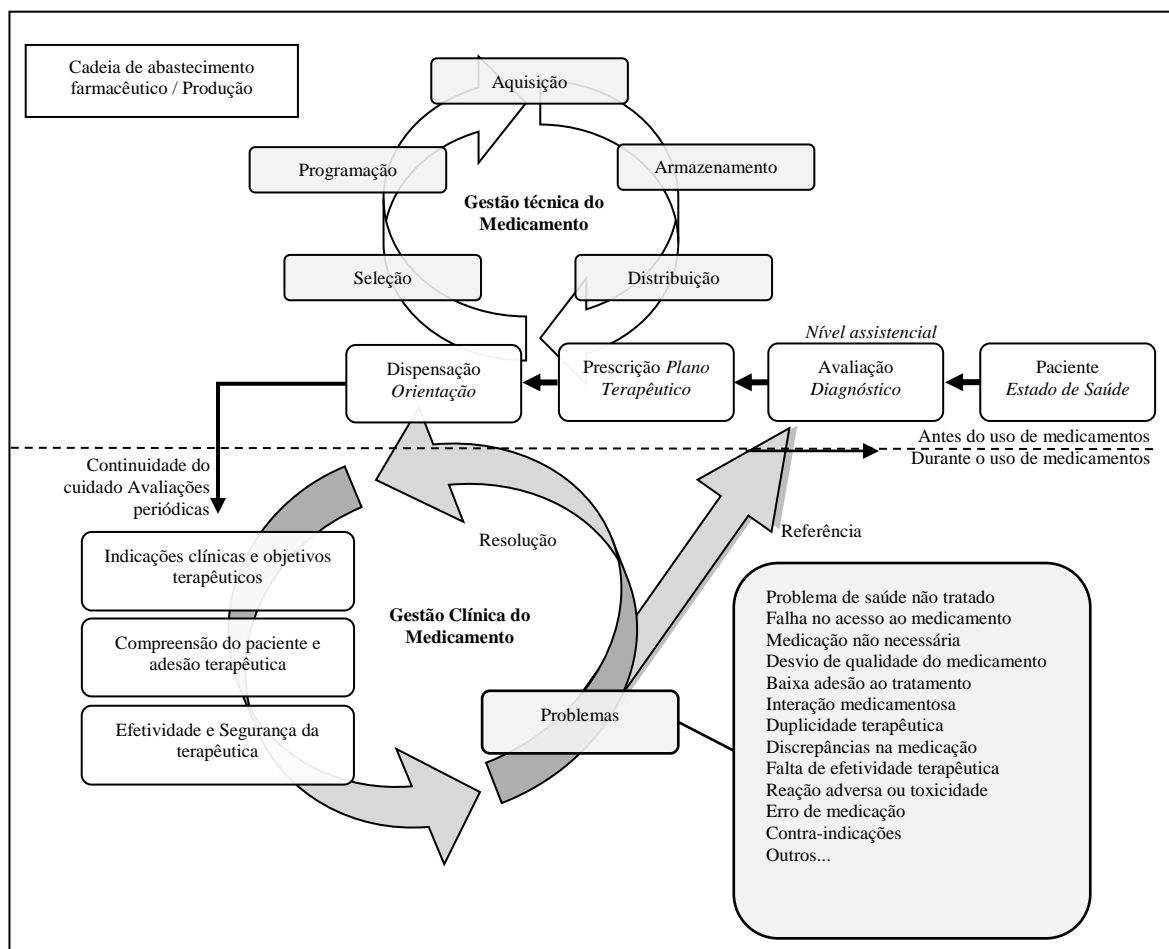 Cadeia de abastecimento
farmacêutico / Produção
Aquisição
Programação
Armazenamento
Gestão técnica do
Medicamento
Seleção
Distribuição
Nível assistencial
Dispensação
Orientação
Prescrição Plano
Terapêutico
Avaliação
Diagnóstico
Paciente
Estado de Saúde
Antes do uso de medicamentos
Durante o uso de medicamentos
Continuidade do
cuidado Avaliações
periódicas
Resolução
Referência
Indicações clínicas e objetivos
terapêuticos
Gestão Clínica do
Medicamento
Compreensão do paciente e
adesão terapêutica
Efetividade e Segurança da
terapêutica
Problemas
Problema de saúde não tratado
Falha no acesso ao medicamento
Medicação não necessária
Desvio de qualidade do medicamento
Baixa adesão ao tratamento
Interação medicamentosa
Duplicidade terapêutica
Discrepâncias na medicação
Falta de efetividade terapêutica
Reação adversa ou toxicidade
Erro de medicação
Contra-indicações
Outros...